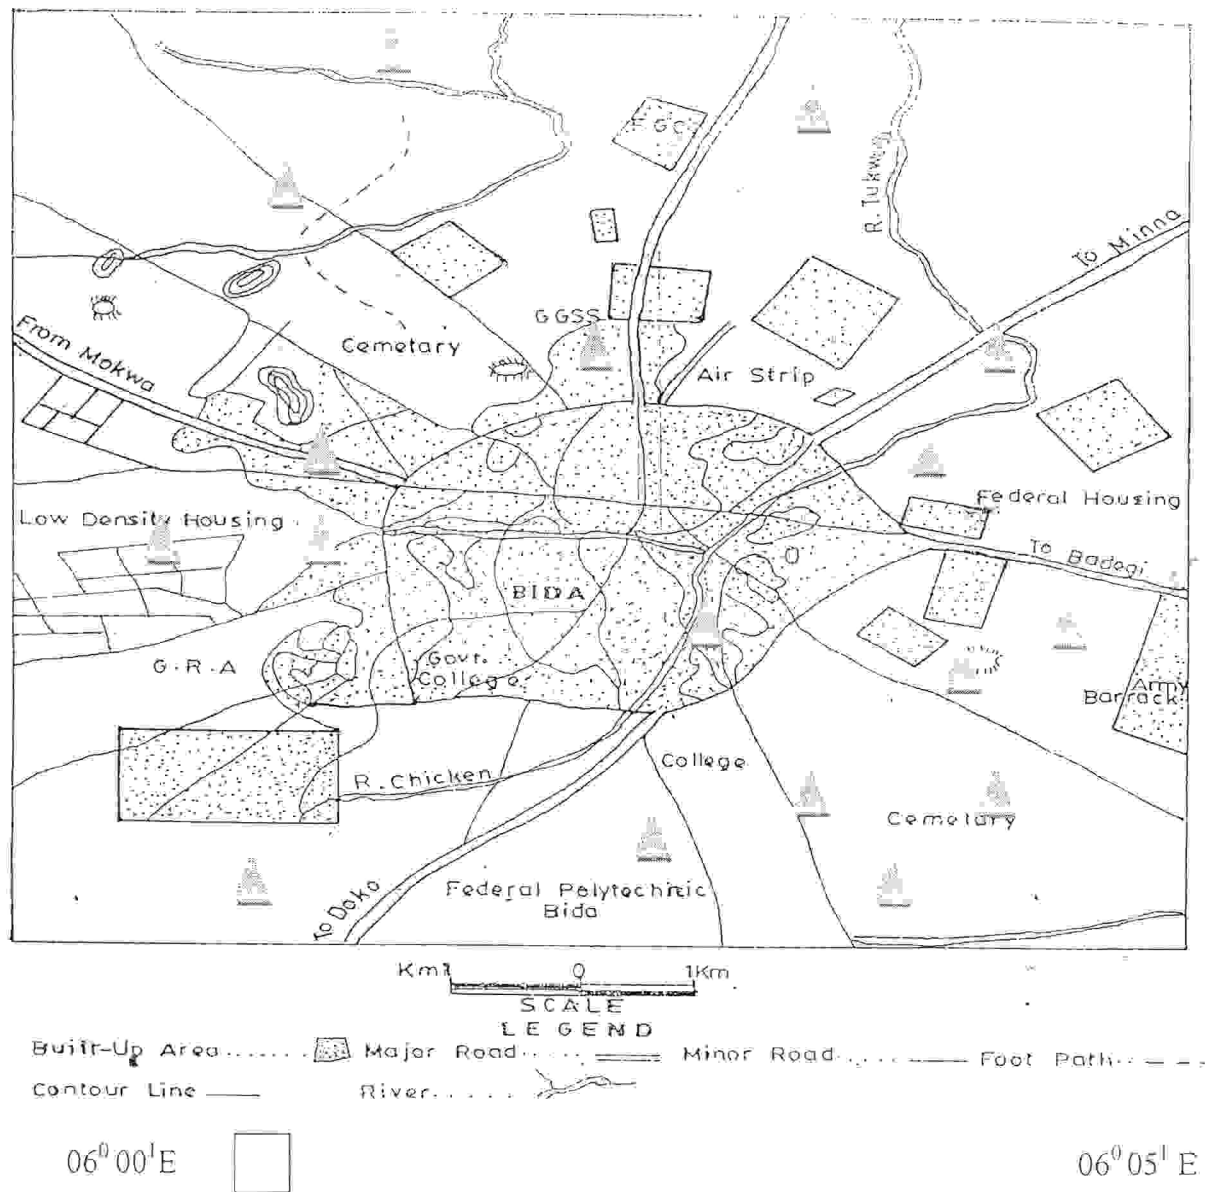 F G C
R. Tukwa
To Minna
GGSS
From Mokwa
Cemetary
Air Strip
Federal Housing
Low Density Housing
To Badegi
BIDA
G.R.A
Govt.
College
Army
Barrack
R. Chicken
College
Cemetary
To Doko
Federal Polytechnic
Bida
Km1 0 1Km
SCALE
LEGEND
Built-Up Area........ Major Road...... Minor Road...... Foot Path..
Contour Line River.......
06⁰ 00ᴵ E 06⁰ 05ᴵ E